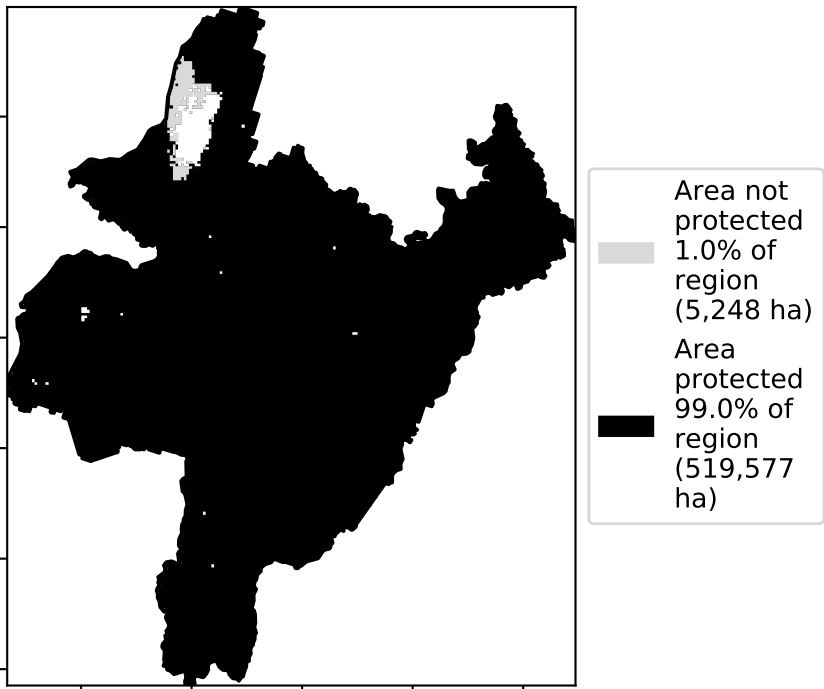 Area not
protected
1.0% of
region
(5,248 ha)
Area
protected
99.0% of
region
(519,577
ha)